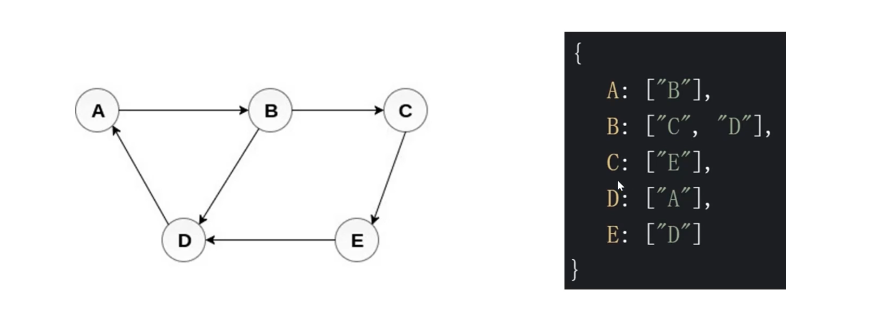 A
B
C
D
E
{
A: ["B"],
B: ["C", "D"],
C: ["E"],
D: ["A"],
E: ["D"]
}